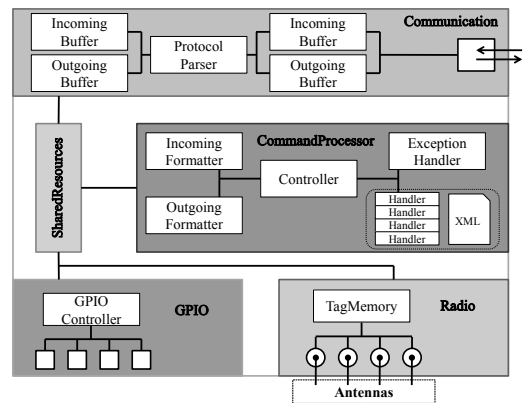 Communication
Incoming
Buffer
Outgoing
Buffer
Protocol
Parser
Incoming
Buffer
Outgoing
Buffer
SharedResources
CommandProcessor
Incoming
Formatter
Outgoing
Formatter
Controller
Exception
Handler
Handler
Handler
Handler
Handler
XML
GPIO
GPIO
Controller
Radio
TagMemory
Antennas